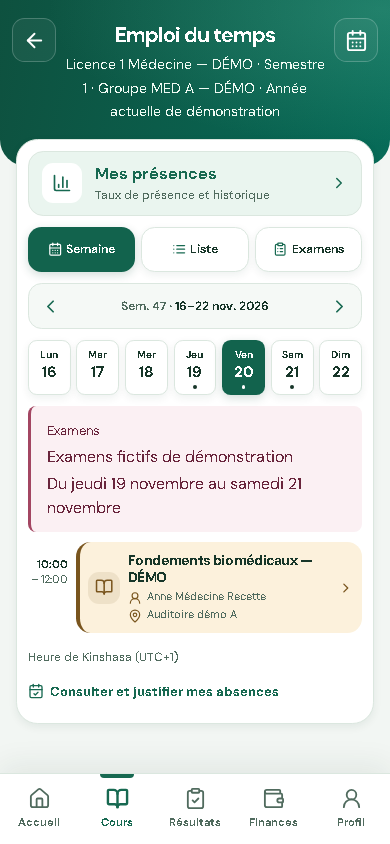 Emploi du temps
Licence 1 Médecine — DÉMO · Semestre
1 · Groupe MED A — DÉMO · Année
actuelle de démonstration
Mes présences
Taux de présence et historique
Semaine
Liste
Examens
Sem. 47 · 16–22 nov. 2026
Lun Mar Mer Jeu Ven Sam Dim
16 17 18 19 20 21 22
Examens
Examens fictifs de démonstration
Du jeudi 19 novembre au samedi 21
novembre
10:00
– 12:00
Fondements biomédicaux —
DÉMO
Anne Médecine Recette
Auditoire démo A
Heure de Kinshasa (UTC+1)
Consulter et justifier mes absences
Accueil
Cours
Résultats
Finances
Profil